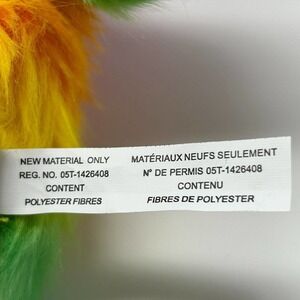 NEW MATERIAL ONLY
REG. NO. 05T-1426408
CONTENT
POLYESTER FIBRES
MATÉRIAUX NEUFS SEULEMENT
N° DE PERMIS 05T-1426408
CONTENU
FIBRES DE POLYESTER